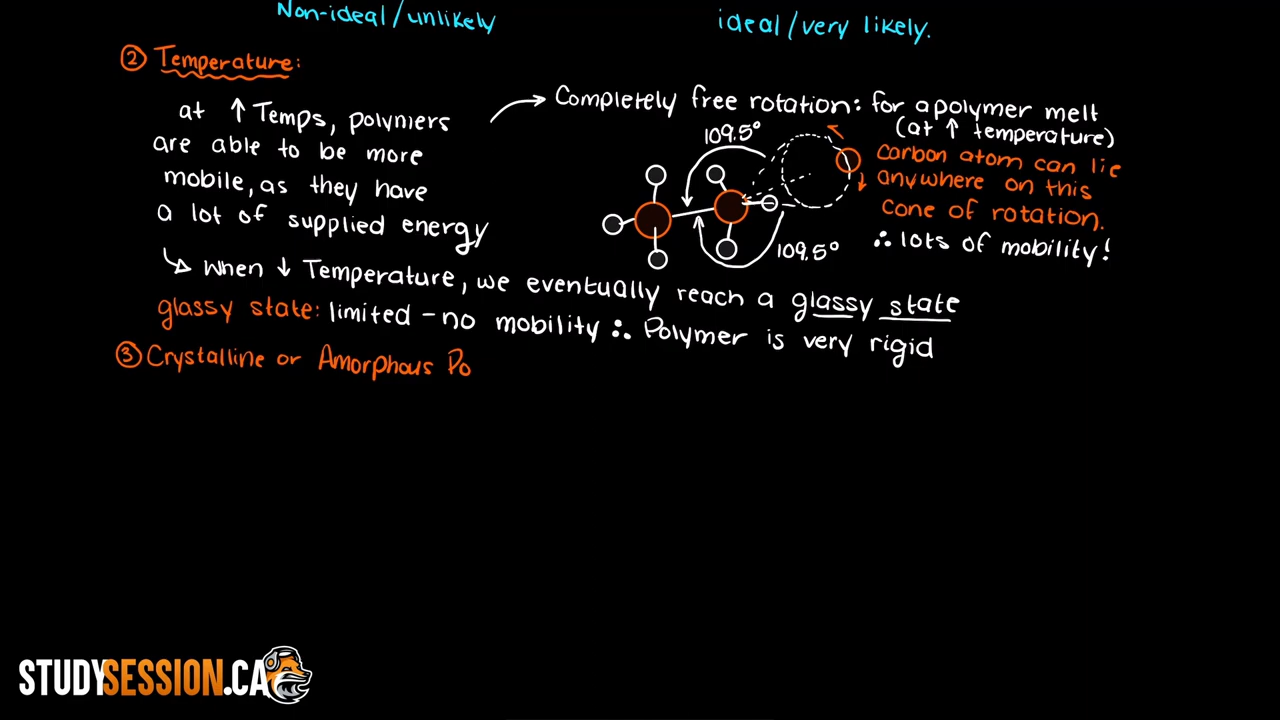 Non-ideal/unlikely
ideal/very likely.
② Temperature:
at ↑ Temps, polymers
are able to be more
mobile, as they have
a lot of supplied energy
Completely free rotation: for a polymer melt
(at ↑ temperature)
109.5°
carbon atom can lie
anywhere on this
cone of rotation.
∴ lots of mobility!
109.5°
When ↓ Temperature, we eventually reach a glassy state
glassy state: limited - no mobility ∴ Polymer is very rigid
③ Crystalline or Amorphous Po
STUDYSESSION.CA